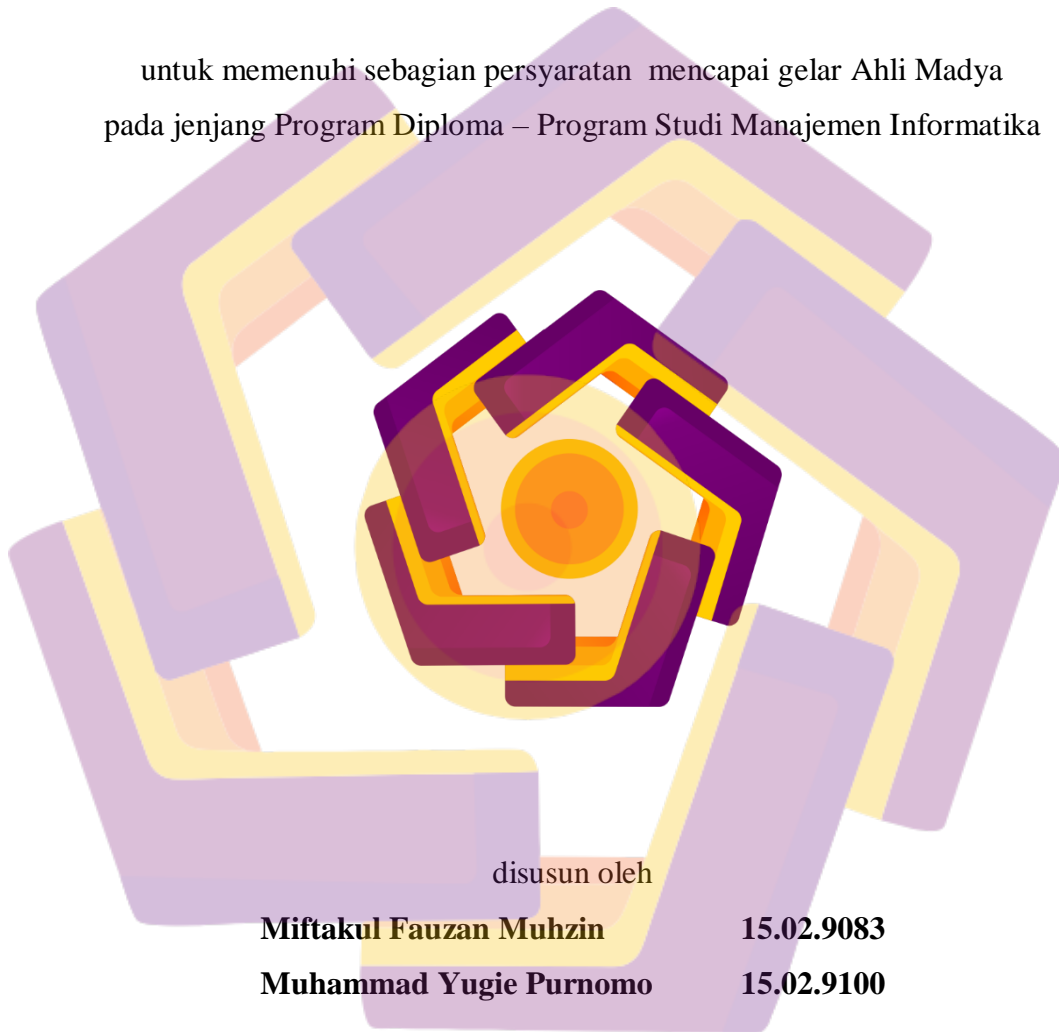 untuk memenuhi sebagian persyaratan  mencapai gelar Ahli Madya
pada jenjang Program Diploma – Program Studi Manajemen Informatika
disusun oleh
Miftakul Fauzan Muhzin 15.02.9083
Muhammad Yugie Purnomo 15.02.9100